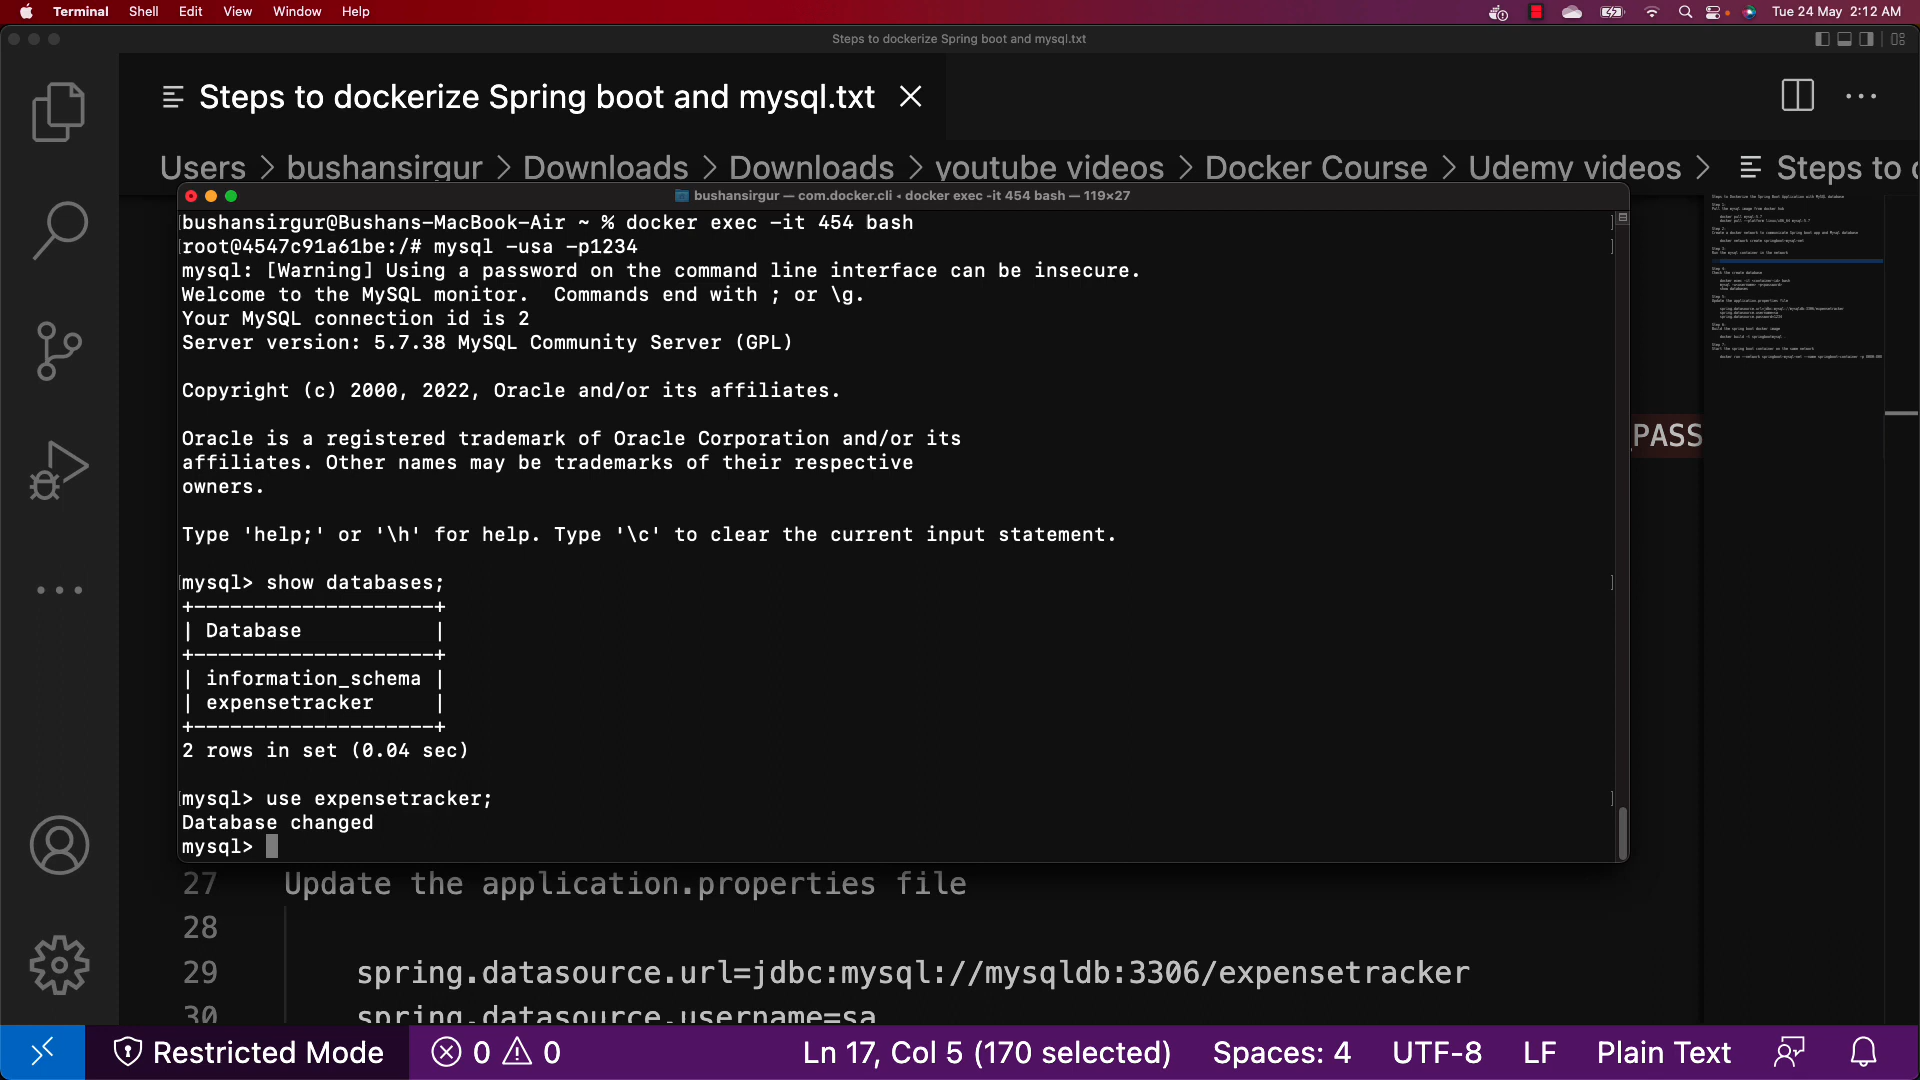 Terminal Shell Edit View Window Help Tue 24 May 2:12 AM
Steps to dockerize Spring boot and mysql.txt
Steps to dockerize Spring boot and mysql.txt
Users > bushansirgur > Downloads > Downloads > youtube videos > Docker Course > Udemy videos > Steps to
bushansirgur — com.docker.cli ◂ docker exec -it 454 bash — 119×27
bushansirgur@Bushans-MacBook-Air ~ % docker exec -it 454 bash
root@4547c91a61be:/# mysql -usa -p1234
mysql: [Warning] Using a password on the command line interface can be insecure.
Welcome to the MySQL monitor.  Commands end with ; or \g.
Your MySQL connection id is 2
Server version: 5.7.38 MySQL Community Server (GPL)
Copyright (c) 2000, 2022, Oracle and/or its affiliates.
Oracle is a registered trademark of Oracle Corporation and/or its
affiliates. Other names may be trademarks of their respective
owners.
Type 'help;' or '\h' for help. Type '\c' to clear the current input statement.
mysql> show databases;
+--------------------+
| Database           |
+--------------------+
| information_schema |
| expensetracker     |
+--------------------+
2 rows in set (0.04 sec)
mysql> use expensetracker;
Database changed
mysql>
PASS
27 Update the application.properties file
28
29 spring.datasource.url=jdbc:mysql://mysqldb:3306/expensetracker
30 spring.datasource.username=sa
Restricted Mode 0 0 Ln 17, Col 5 (170 selected) Spaces: 4 UTF-8 LF Plain Text